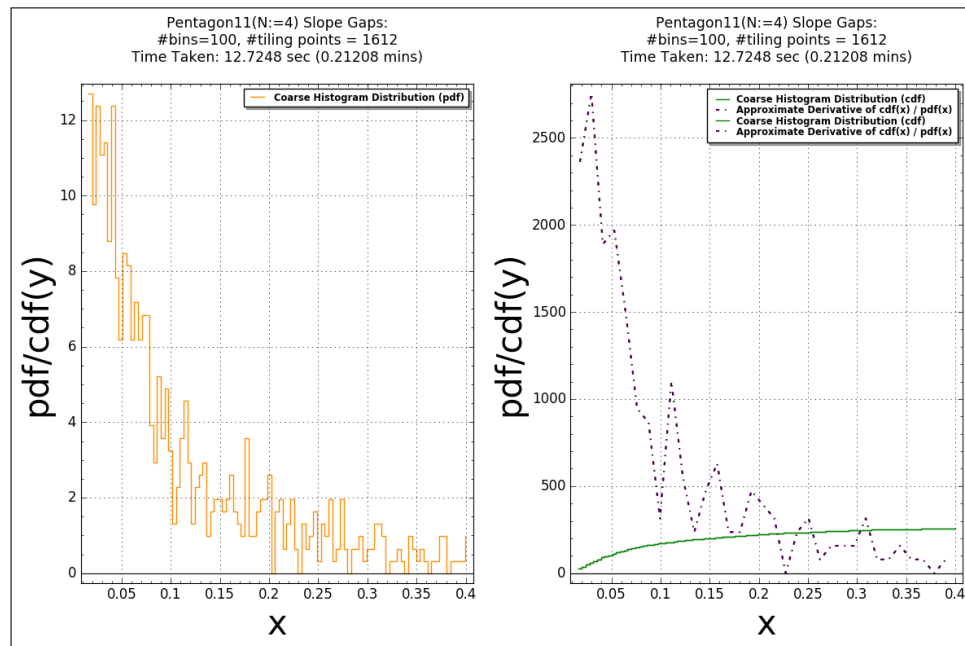 Pentagon11(N:=4) Slope Gaps:
#bins=100, #tiling points = 1612
Time Taken: 12.7248 sec (0.21208 mins)
Coarse Histogram Distribution (pdf)
12
10
8
6
4
2
0
pdf/cdf(y)
0.05
0.1
0.15
0.2
0.25
0.3
0.35
0.4
x
Pentagon11(N:=4) Slope Gaps:
#bins=100, #tiling points = 1612
Time Taken: 12.7248 sec (0.21208 mins)
Coarse Histogram Distribution (cdf)
Approximate Derivative of cdf(x) / pdf(x)
Coarse Histogram Distribution (cdf)
Approximate Derivative of cdf(x) / pdf(x)
2500
2000
1500
1000
500
0
pdf/cdf(y)
0.05
0.1
0.15
0.2
0.25
0.3
0.35
0.4
x